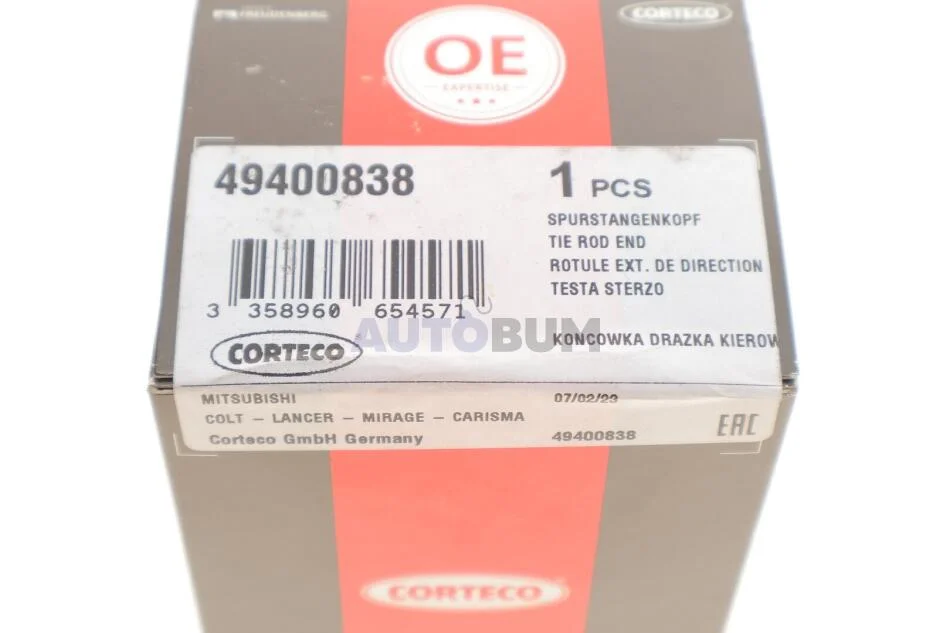 FREUDENBERG
CORTECO
OE
EXPERTISE
49400838
1 PCS
SPURSTANGENKOPF
TIE ROD END
ROTULE EXT. DE DIRECTION
TESTA STERZO
3 358960 654571
AUTOBUM
KONCOWKA DRAZKA KIEROW
CORTECO
MITSUBISHI
07/02/23
COLT – LANCER – MIRAGE – CARISMA
EAC
Corteco GmbH Germany
49400838
CORTECO